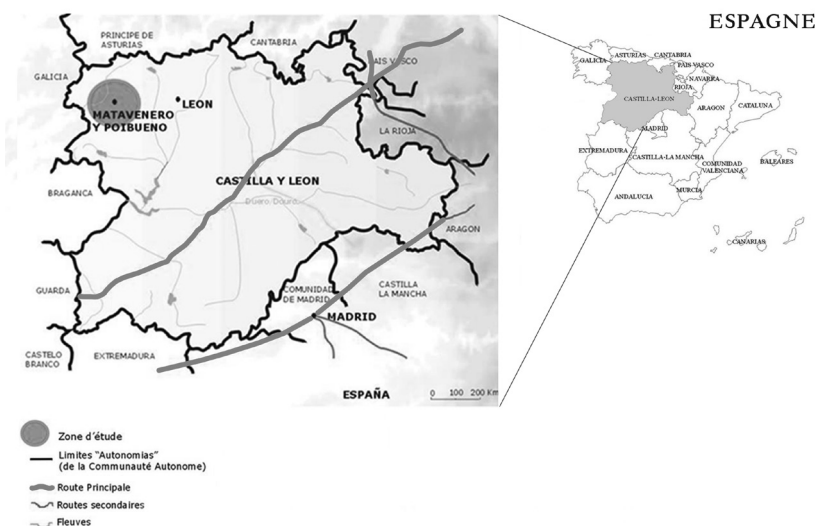 ESPAGNE
PRINCIPE DE
ASTURIAS
CANTABRIA
PAIS VASCO
GALICIA
LEON
MATAVENERO
Y POIBUENO
LA RIOJA
CASTILLA Y LEON
Duero Douro
BRAGANCA
ARAGON
GUARDA
COMUNIDAD
DE MADRID
CASTILLA
LA MANCHA
MADRID
CASTELO
BRANCO
EXTREMADURA
ESPAÑA
0 100 200 Km
GALICIA
ASTURIAS
CANTABRIA
PAIS VASCO
NAVARRA
RIOJA
CASTILLA-LEON
ARAGON
CATALUNA
MADRID
EXTREMADURA
CASTILLA-LA MANCHA
COMUNIDAD
VALENCIANA
BALEARES
MURCIA
ANDALUCIA
CANARIAS
Zone d'étude
Limites "Autonomias"
(de la Communauté Autonome)
Route Principale
Routes secondaires
Fleuves